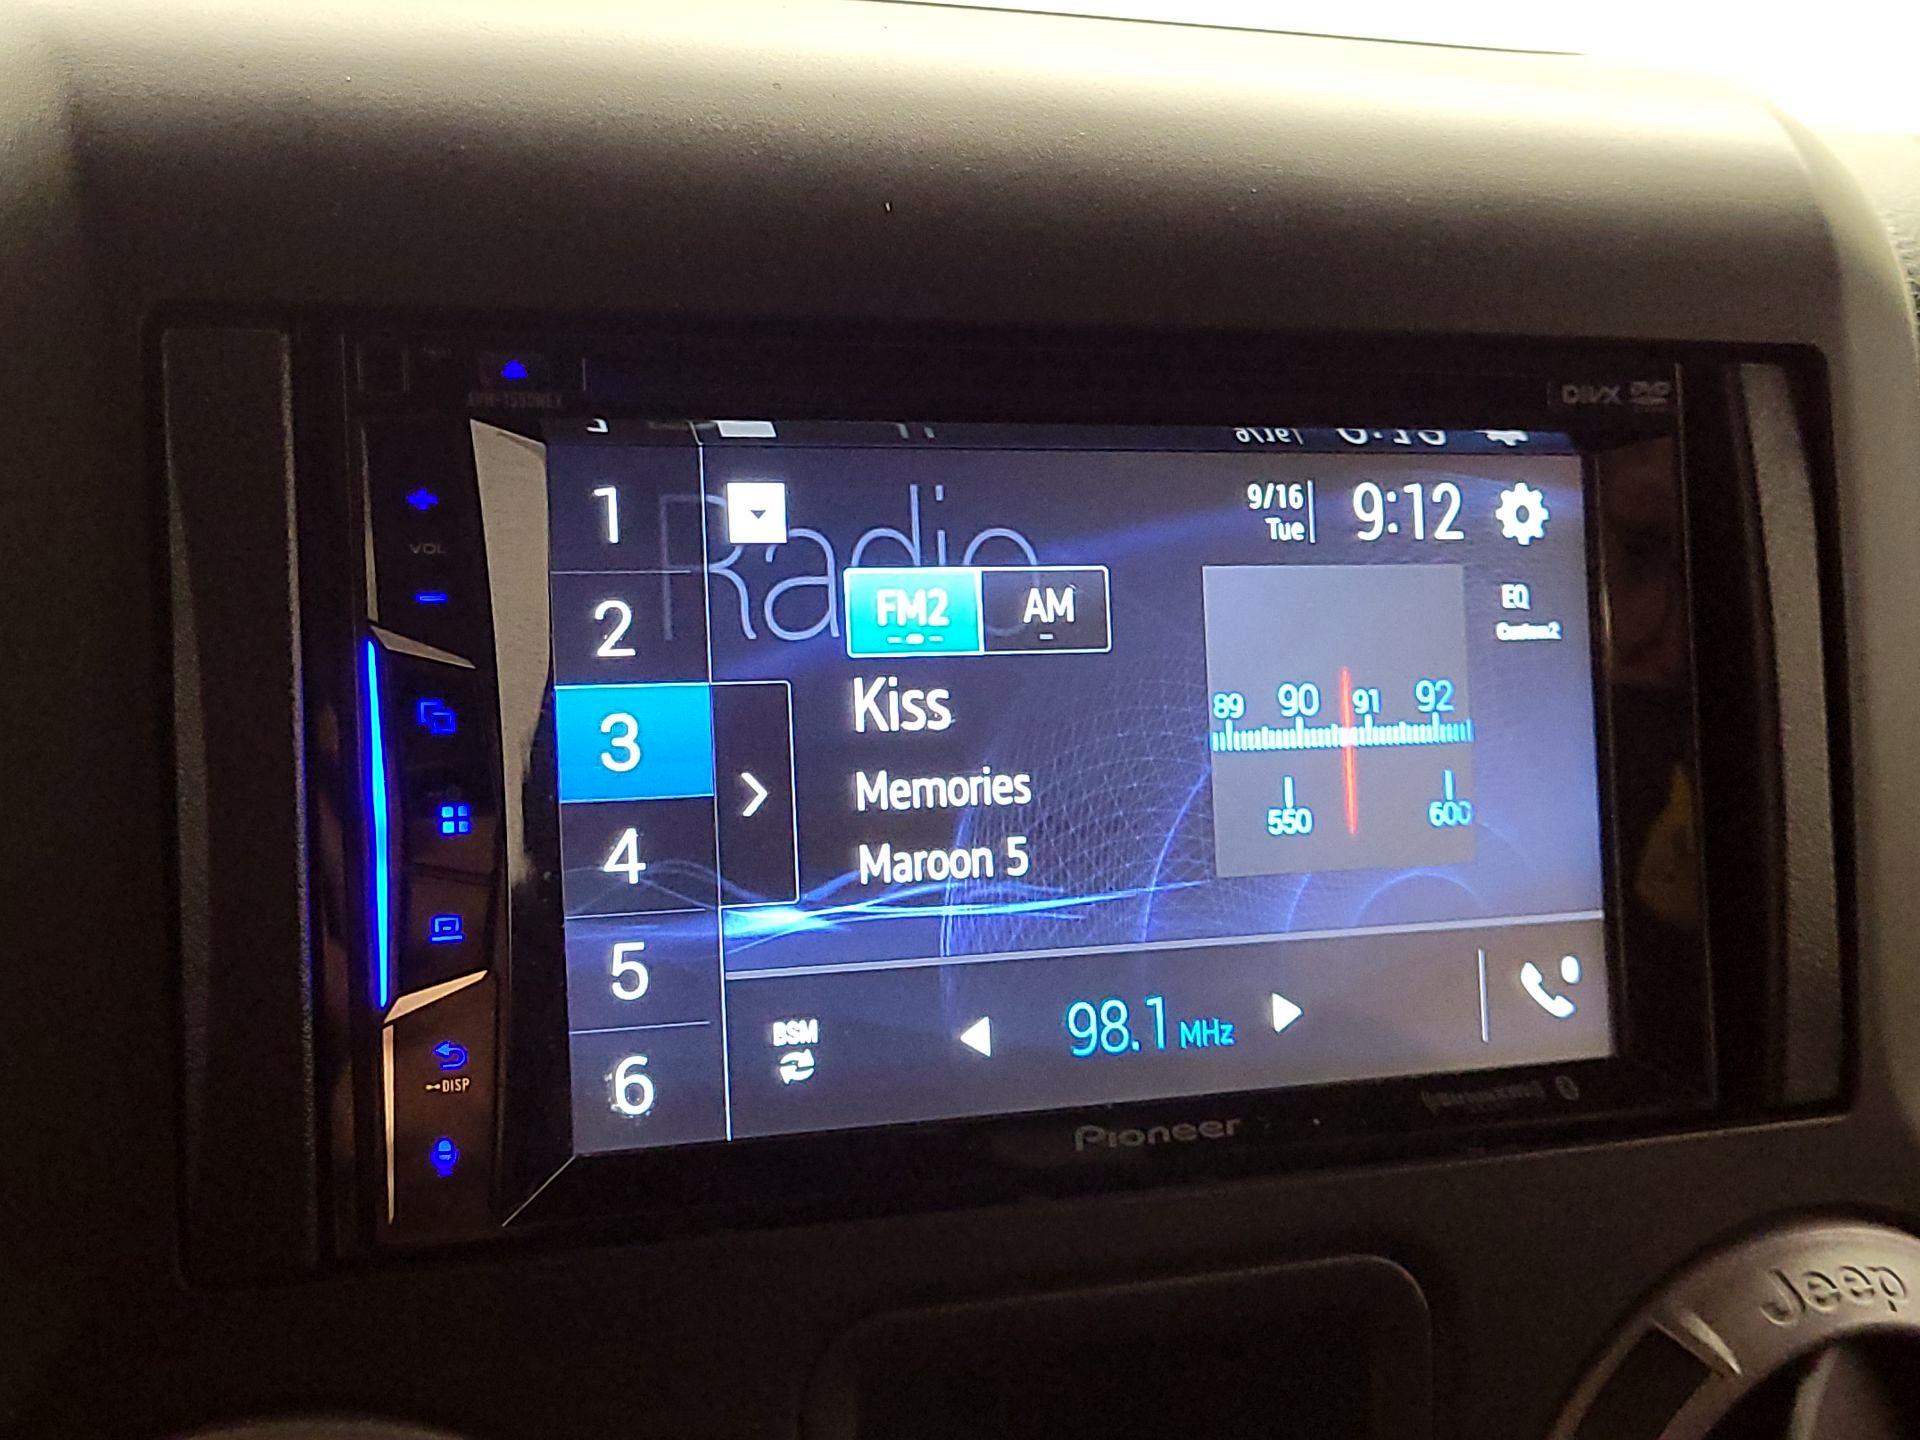 DivX
VOL
DISP
1
2
3
4
5
6
Radio
9/16
Tue
9:12
FM2
AM
EQ
Custom2
Kiss
Memories
Maroon 5
89 90 91 92
550 600
BSM
98.1 MHz
Pioneer
Jeep